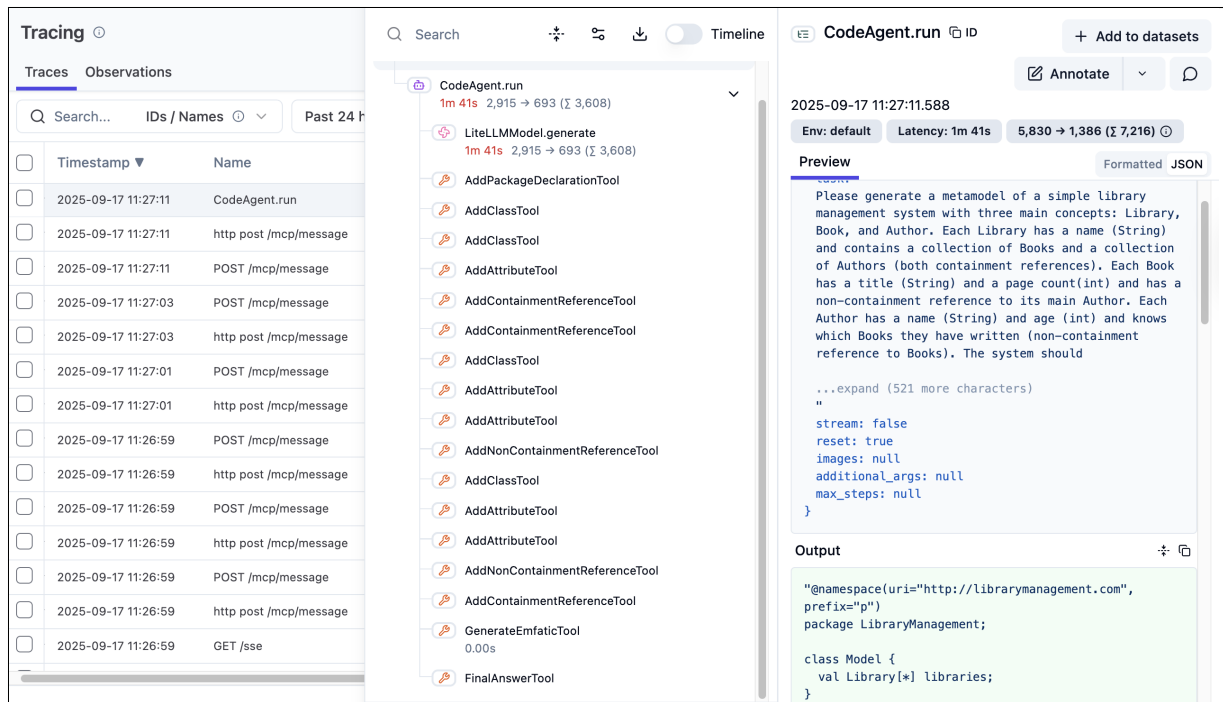 Tracing
Traces Observations
Search... IDs / Names
Past 24 h
Timestamp ▼ Name
2025-09-17 11:27:11 CodeAgent.run
2025-09-17 11:27:11 http post /mcp/message
2025-09-17 11:27:11 POST /mcp/message
2025-09-17 11:27:03 POST /mcp/message
2025-09-17 11:27:03 http post /mcp/message
2025-09-17 11:27:01 POST /mcp/message
2025-09-17 11:27:01 http post /mcp/message
2025-09-17 11:26:59 POST /mcp/message
2025-09-17 11:26:59 http post /mcp/message
2025-09-17 11:26:59 POST /mcp/message
2025-09-17 11:26:59 http post /mcp/message
2025-09-17 11:26:59 POST /mcp/message
2025-09-17 11:26:59 http post /mcp/message
2025-09-17 11:26:59 GET /sse
Search
Timeline
CodeAgent.run
1m 41s 2,915 → 693 (∑ 3,608)
LiteLLMModel.generate
1m 41s 2,915 → 693 (∑ 3,608)
AddPackageDeclarationTool
AddClassTool
AddClassTool
AddAttributeTool
AddContainmentReferenceTool
AddContainmentReferenceTool
AddClassTool
AddAttributeTool
AddAttributeTool
AddNonContainmentReferenceTool
AddClassTool
AddAttributeTool
AddAttributeTool
AddNonContainmentReferenceTool
AddContainmentReferenceTool
GenerateEmfaticTool
0.00s
FinalAnswerTool
CodeAgent.run ID
+ Add to datasets
Annotate
2025-09-17 11:27:11.588
Env: default Latency: 1m 41s 5,830 → 1,386 (∑ 7,216)
Preview
Formatted JSON
task:
Please generate a metamodel of a simple library
management system with three main concepts: Library,
Book, and Author. Each Library has a name (String)
and contains a collection of Books and a collection
of Authors (both containment references). Each Book
has a title (String) and a page count(int) and has a
non-containment reference to its main Author. Each
Author has a name (String) and age (int) and knows
which Books they have written (non-containment
reference to Books). The system should
...expand (521 more characters)
"
stream: false
reset: true
images: null
additional_args: null
max_steps: null
}
Output
"@namespace(uri="http://librarymanagement.com",
prefix="p")
package LibraryManagement;
class Model {
val Library[*] libraries;
}